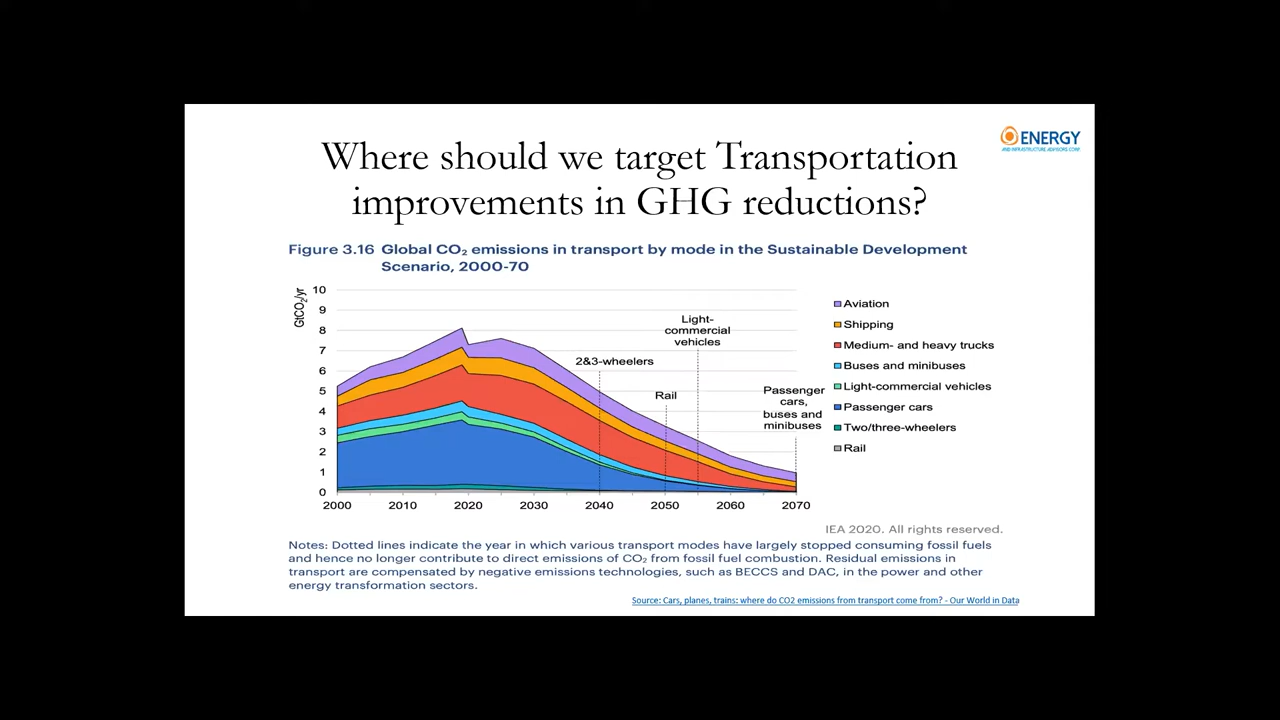 ENERGY
AND INFRASTRUCTURE ADVISORS CORP.
Where should we target Transportation
improvements in GHG reductions?
Figure 3.16 Global CO₂ emissions in transport by mode in the Sustainable Development
Scenario, 2000-70
GtCO₂/yr
10
9
8
7
6
5
4
3
2
1
0
2000 2010 2020 2030 2040 2050 2060 2070
2&3-wheelers
Rail
Light-
commercial
vehicles
Passenger
cars,
buses and
minibuses
Aviation
Shipping
Medium- and heavy trucks
Buses and minibuses
Light-commercial vehicles
Passenger cars
Two/three-wheelers
Rail
IEA 2020. All rights reserved.
Notes: Dotted lines indicate the year in which various transport modes have largely stopped consuming fossil fuels
and hence no longer contribute to direct emissions of CO₂ from fossil fuel combustion. Residual emissions in
transport are compensated by negative emissions technologies, such as BECCS and DAC, in the power and other
energy transformation sectors.
Source: Cars, planes, trains: where do CO2 emissions from transport come from? - Our World in Data